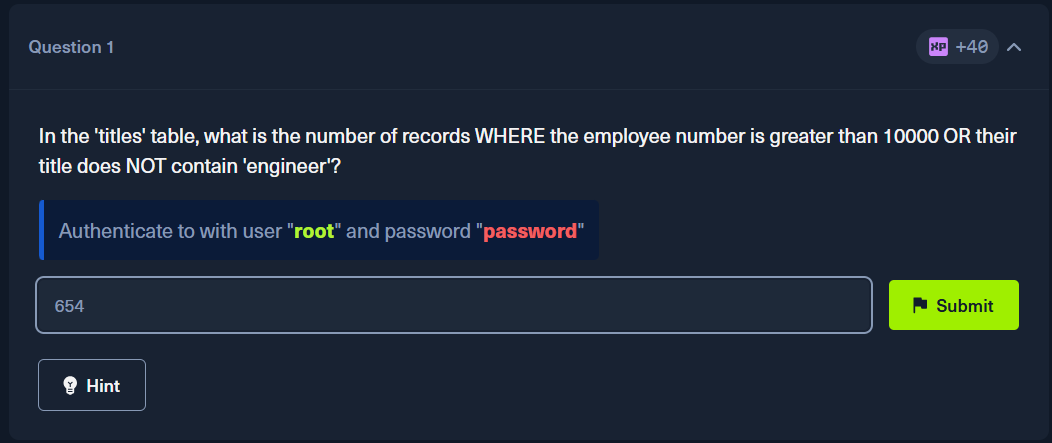 Question 1
XP +40
In the 'titles' table, what is the number of records WHERE the employee number is greater than 10000 OR their
title does NOT contain 'engineer'?
Authenticate to with user "root" and password "password"
654
Submit
Hint